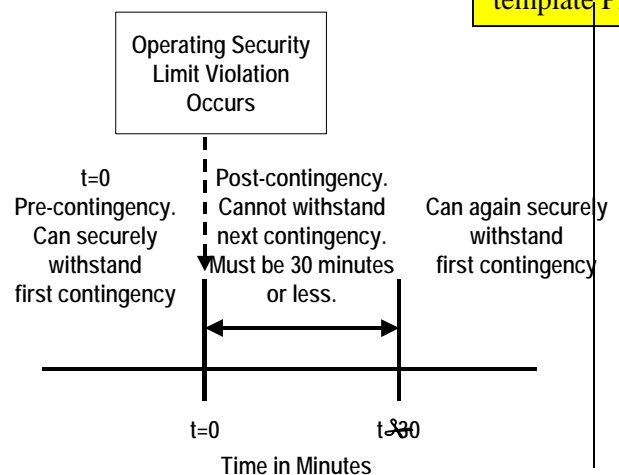 template
Operating Security
Limit Violation
Occurs
t=0
Pre-contingency.
Can securely
withstand
first contingency
Post-contingency.
Cannot withstand
next contingency.
Must be 30 minutes
or less.
Can again securely
withstand
first contingency
t=0
Time in Minutes